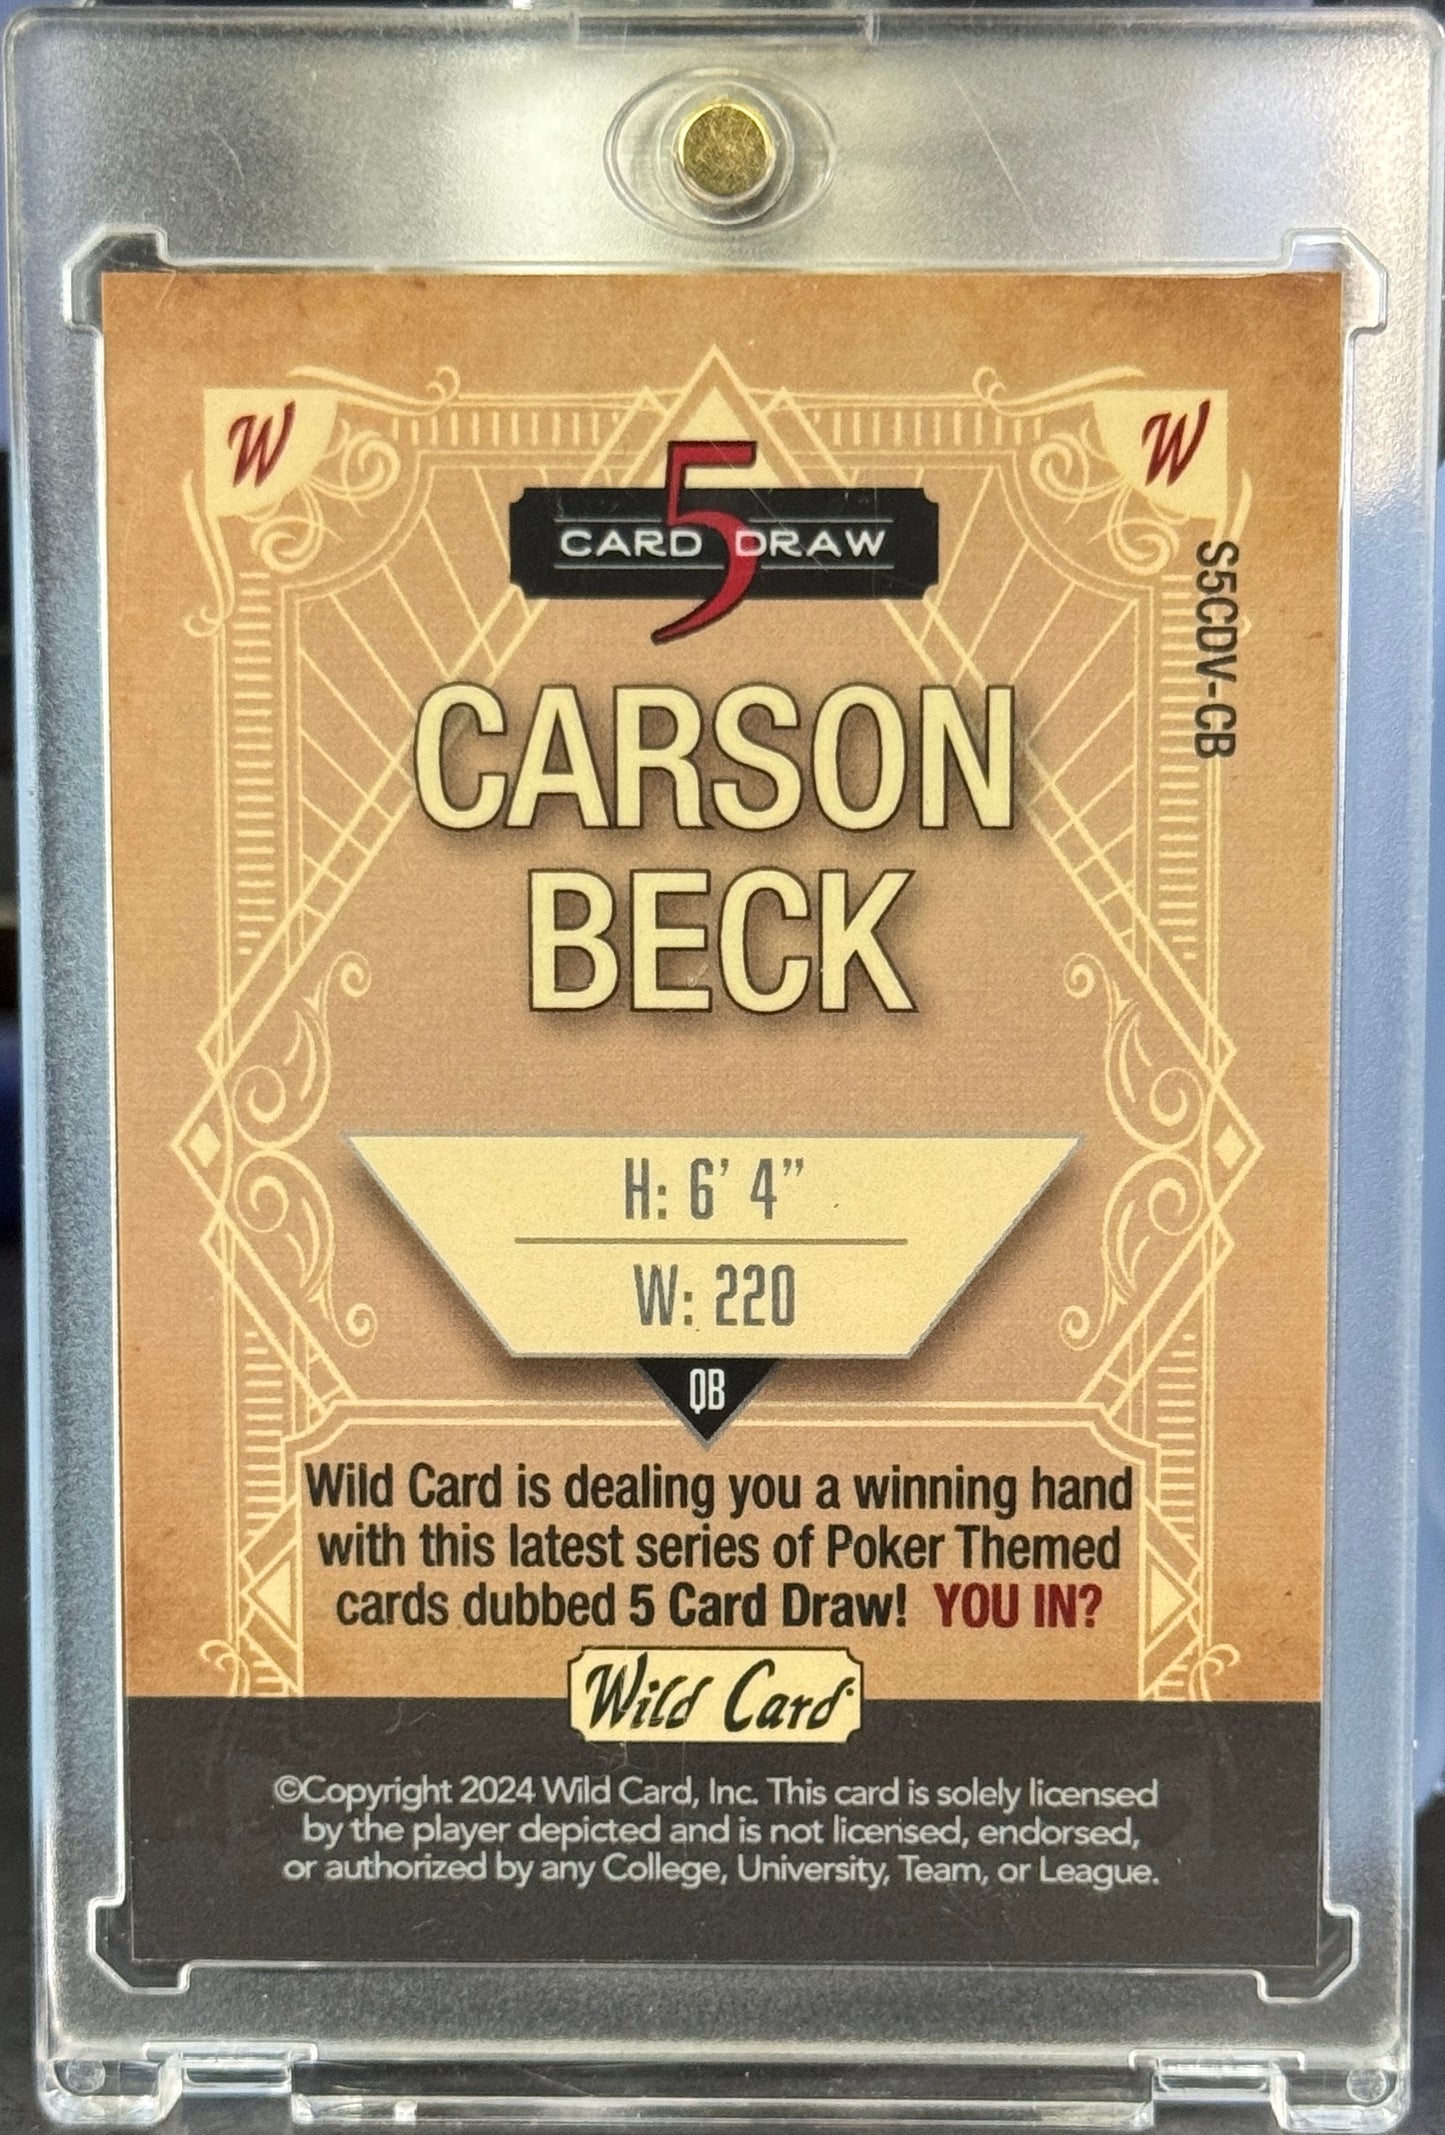 W
W
5
CARD DRAW
S5CDV-CB
CARSON
BECK
H: 6' 4”
W: 220
QB
Wild Card is dealing you a winning hand
with this latest series of Poker Themed
cards dubbed 5 Card Draw! YOU IN?
Wild Card
©Copyright 2024 Wild Card, Inc. This card is solely licensed
by the player depicted and is not licensed, endorsed,
or authorized by any College, University, Team, or League.